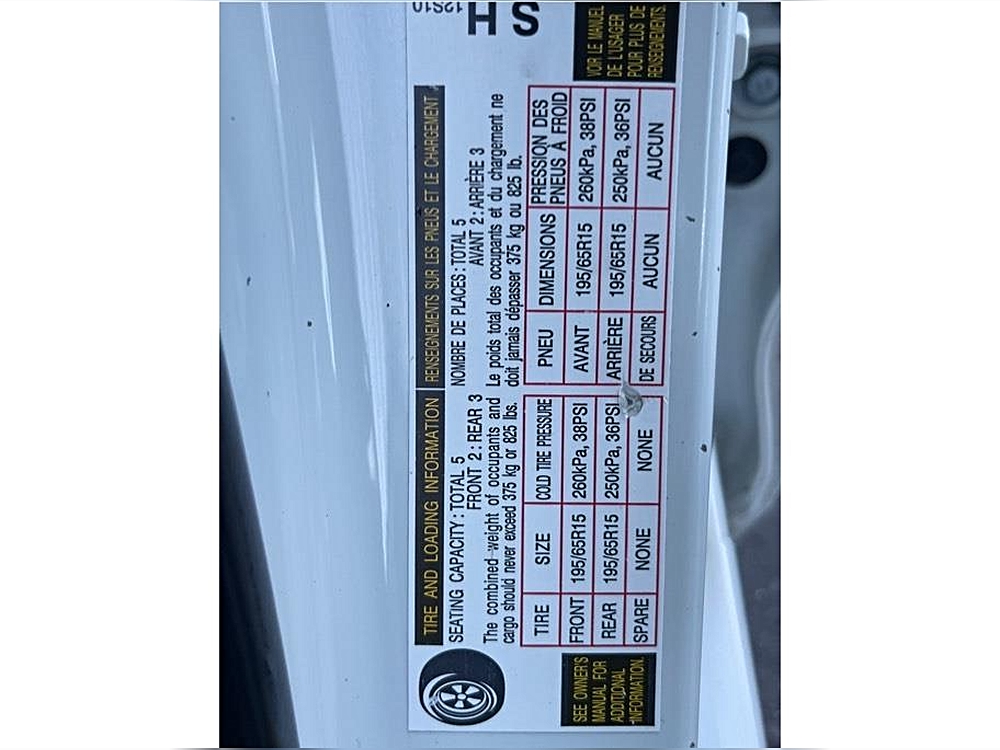 TIRE AND LOADING INFORMATION
SEATING CAPACITY : TOTAL 5
FRONT 2 : REAR 3
The combined weight of occupants and
cargo should never exceed 375 kg or 825 lbs.
TIRE SIZE COLD TIRE PRESSURE
FRONT 195/65R15 260kPa, 38PSI
REAR 195/65R15 250kPa, 36PSI
SPARE NONE NONE
SEE OWNER'S
MANUAL FOR
ADDITIONAL
INFORMATION.
RENSEIGNEMENTS SUR LES PNEUS ET LE CHARGEMENT
NOMBRE DE PLACES : TOTAL 5
AVANT 2 : ARRIÈRE 3
Le poids total des occupants et du chargement ne
doit jamais dépasser 375 kg ou 825 lb.
PNEU DIMENSIONS PRESSION DES
PNEUS À FROID
AVANT 195/65R15 260kPa, 38PSI
ARRIÈRE 195/65R15 250kPa, 36PSI
DE SECOURS AUCUN AUCUN
VOIR LE MANUEL
DE L'USAGER
POUR PLUS DE
RENSEIGNEMENTS.
S H
12S10